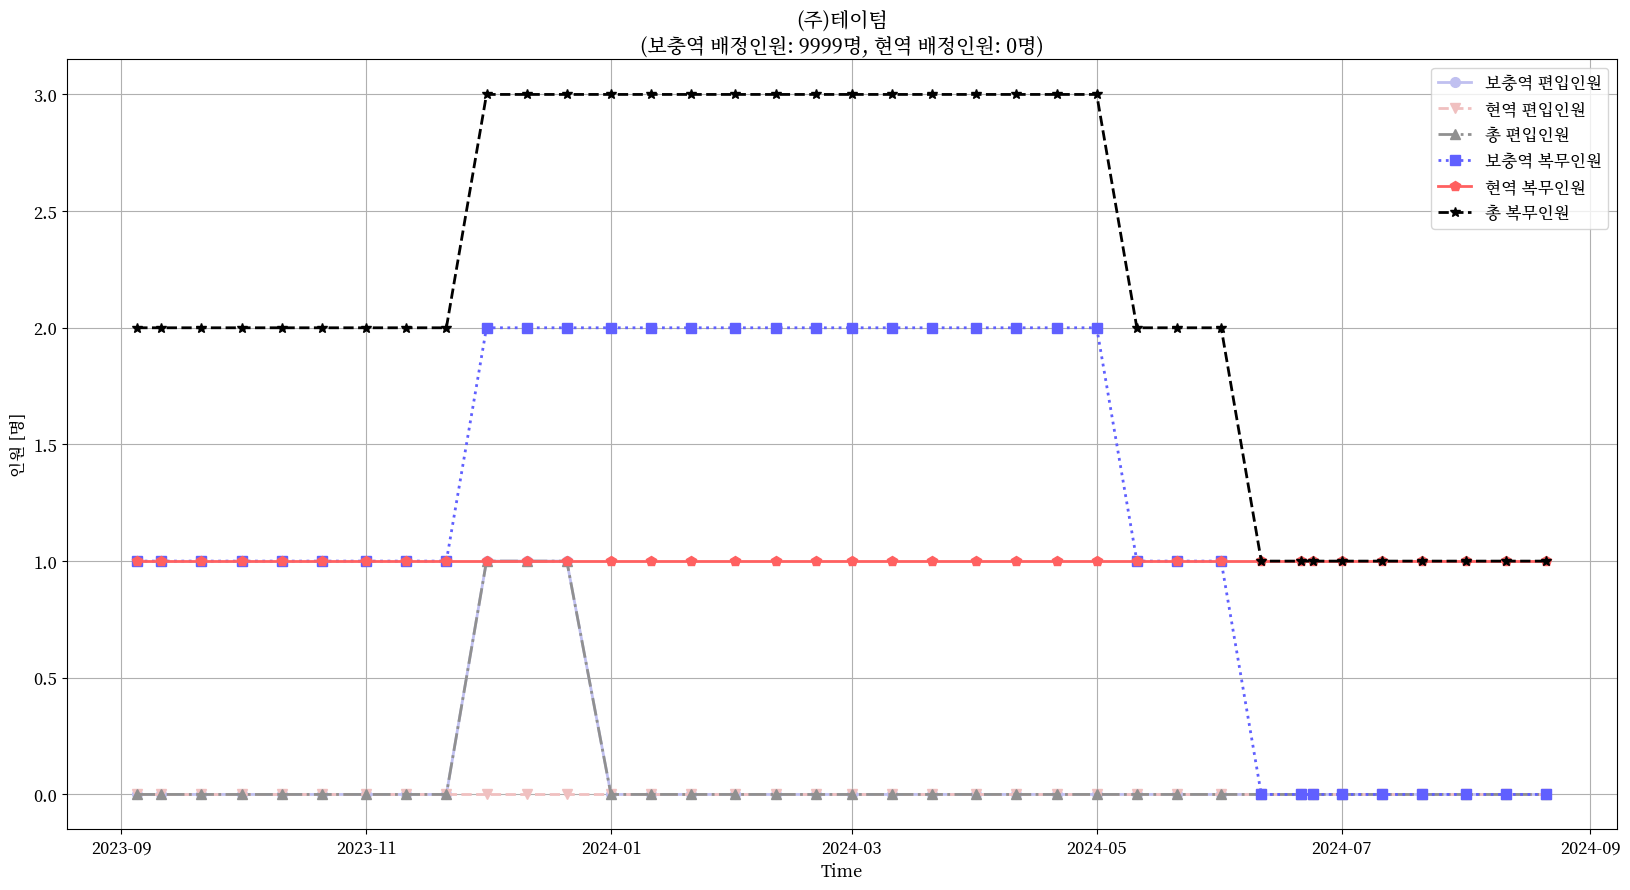 (주)테이텀
(보충역 배정인원: 9999명, 현역 배정인원: 0명)
보충역 편입인원
현역 편입인원
총 편입인원
보충역 복무인원
현역 복무인원
총 복무인원
3.0
2.5
2.0
1.5
1.0
0.5
0.0
인원 [명]
2023-09 2023-11 2024-01 2024-03 2024-05 2024-07 2024-09
Time